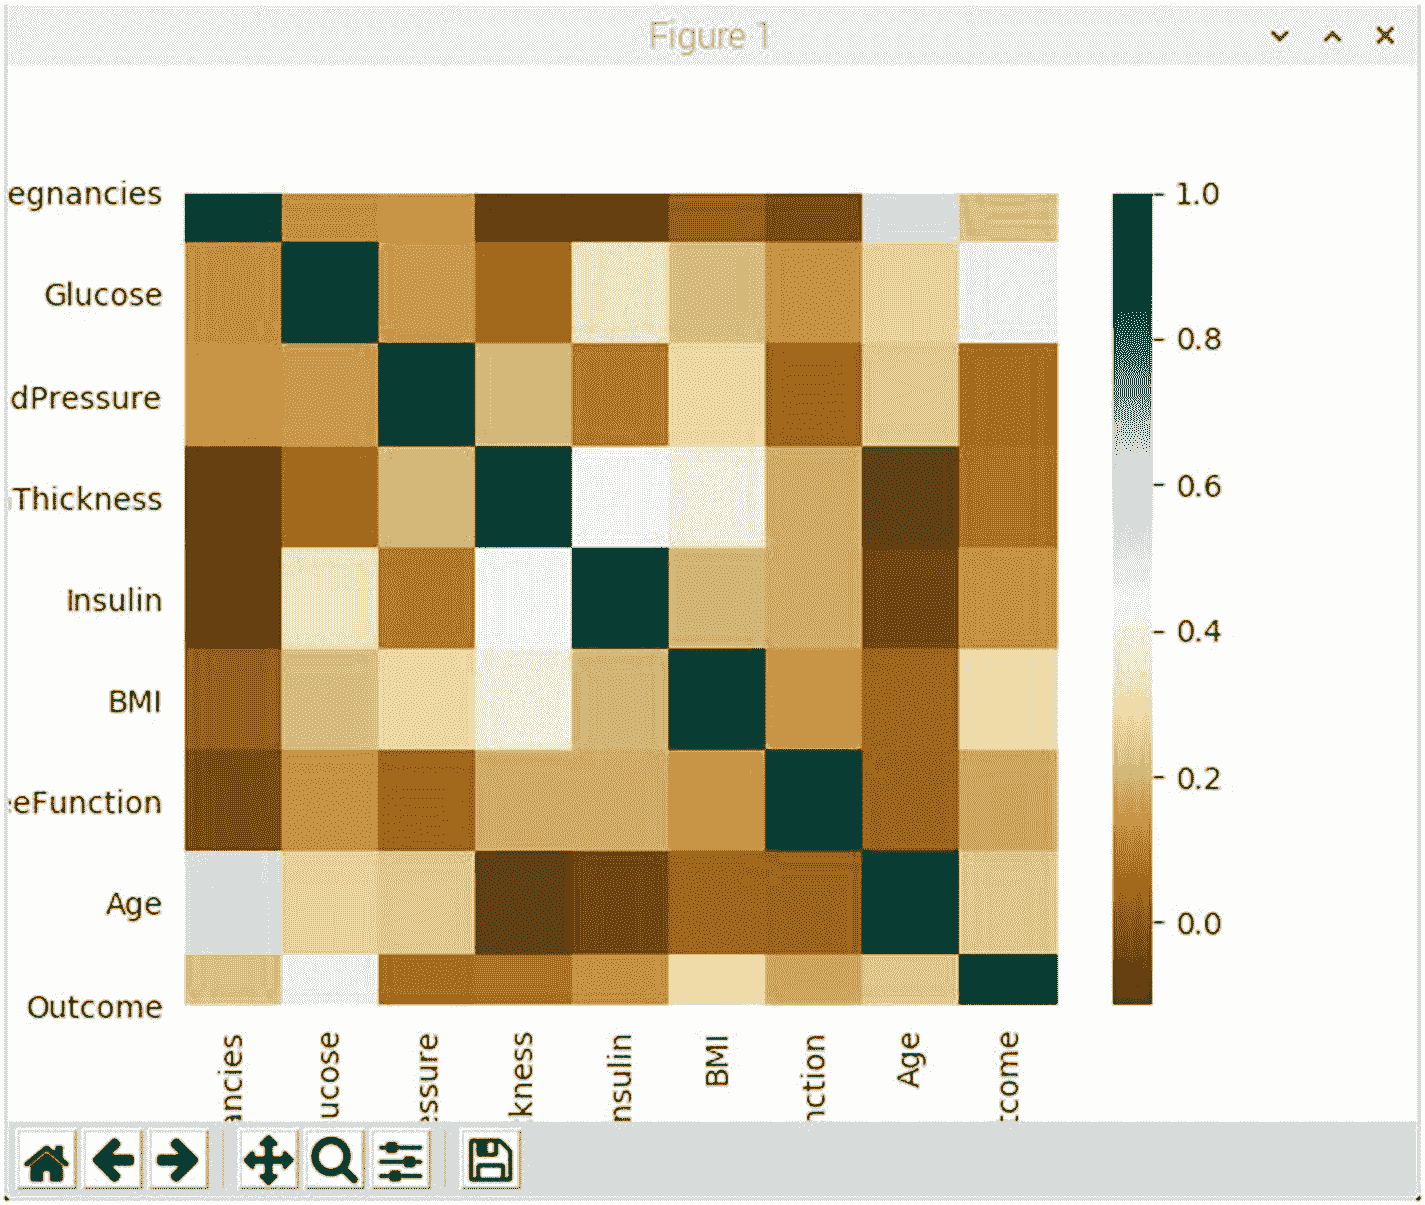 Figure 1
egnancies
Glucose
dPressure
Thickness
Insulin
BMI
eFunction
Age
Outcome
1.0
0.8
0.6
0.4
0.2
0.0
ancies
ucose
essure
kness
nsulin
BMI
nction
Age
tcome